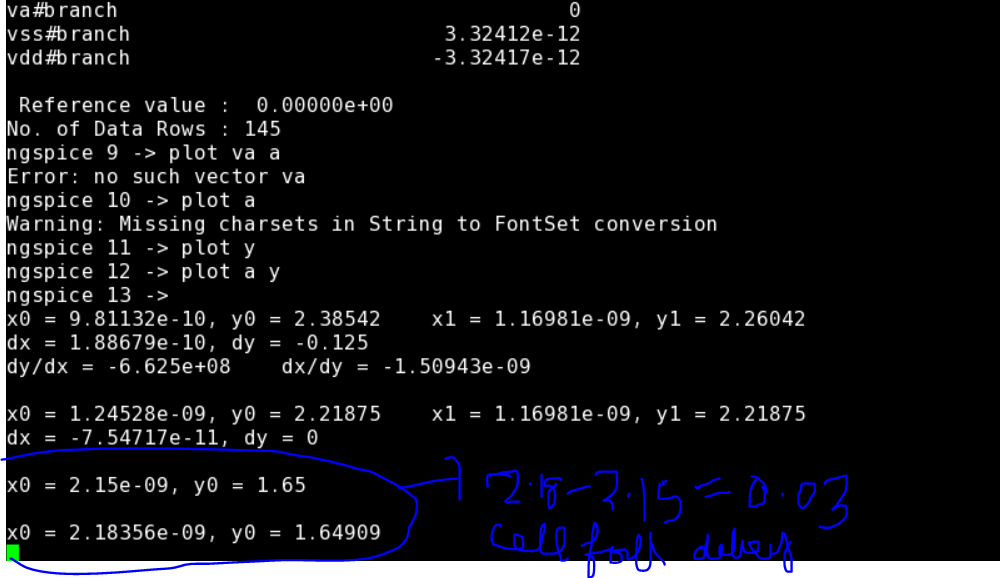 va#branch 0
vss#branch 3.32412e-12
vdd#branch -3.32417e-12
Reference value : 0.00000e+00
No. of Data Rows : 145
ngspice 9 -> plot va a
Error: no such vector va
ngspice 10 -> plot a
Warning: Missing charsets in String to FontSet conversion
ngspice 11 -> plot y
ngspice 12 -> plot a y
ngspice 13 ->
x0 = 9.81132e-10, y0 = 2.38542 x1 = 1.16981e-09, y1 = 2.26042
dx = 1.88679e-10, dy = -0.125
dy/dx = -6.625e+08 dx/dy = -1.50943e-09
x0 = 1.24528e-09, y0 = 2.21875 x1 = 1.16981e-09, y1 = 2.21875
dx = -7.54717e-11, dy = 0
x0 = 2.15e-09, y0 = 1.65
2.18-2.15=0.03
x0 = 2.18356e-09, y0 = 1.64909
cell fall delay